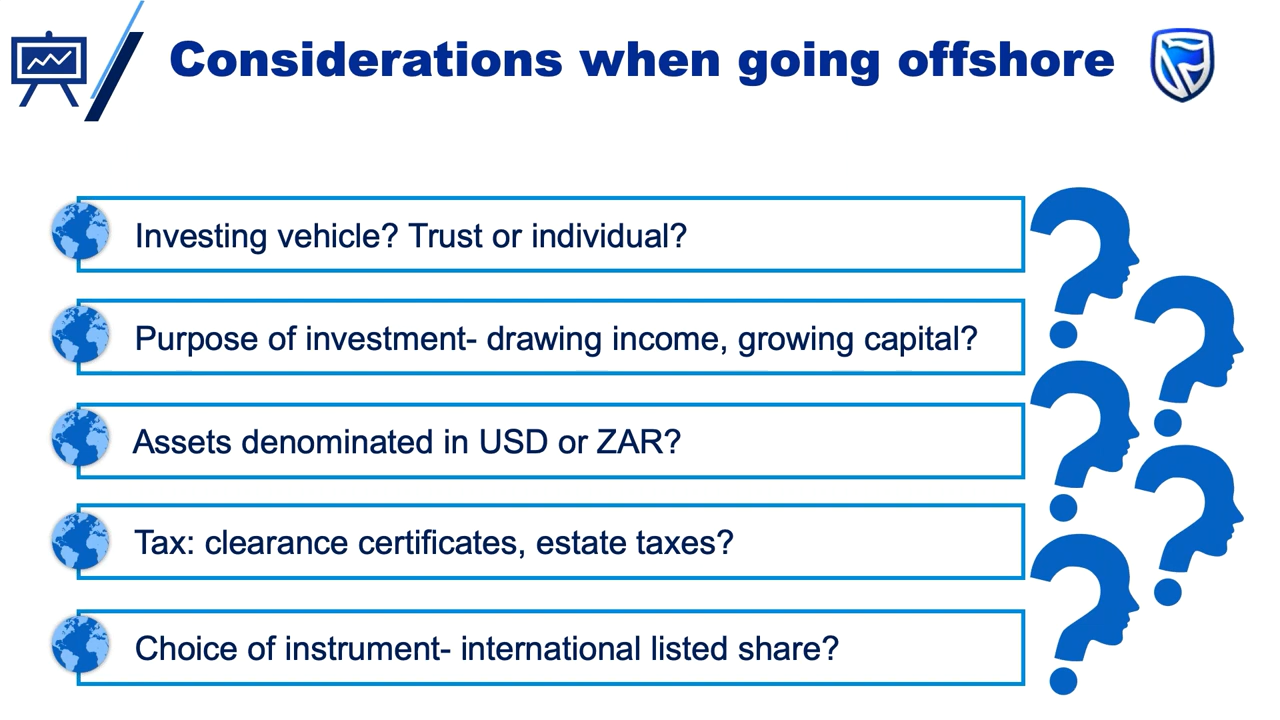 Considerations when going offshore
Investing vehicle? Trust or individual?
Purpose of investment- drawing income, growing capital?
Assets denominated in USD or ZAR?
Tax: clearance certificates, estate taxes?
Choice of instrument- international listed share?